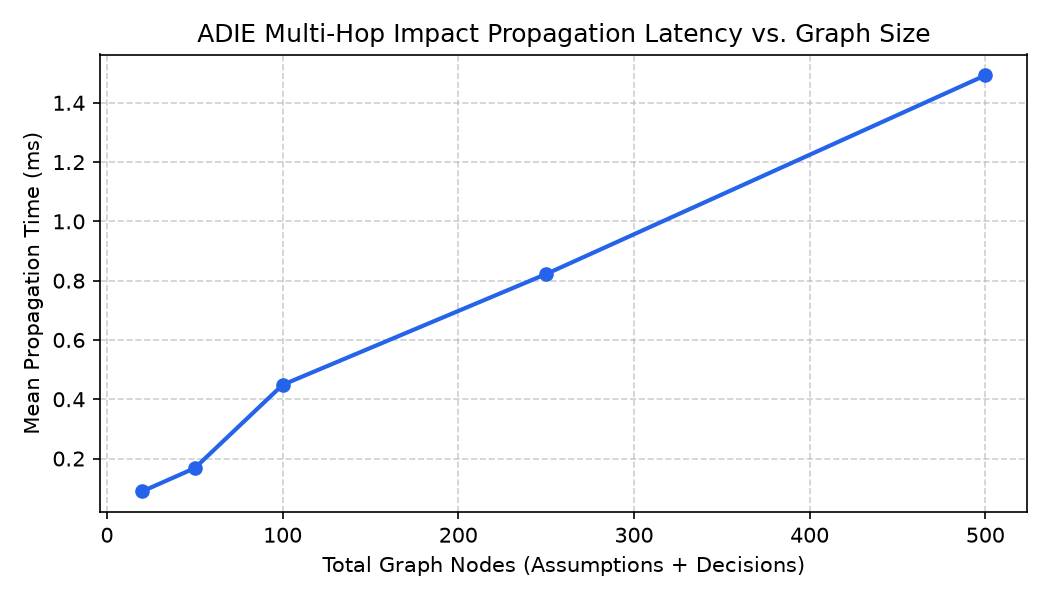 ADIE Multi-Hop Impact Propagation Latency vs. Graph Size
Mean Propagation Time (ms)
1.4
1.2
1.0
0.8
0.6
0.4
0.2
0 100 200 300 400 500
Total Graph Nodes (Assumptions + Decisions)